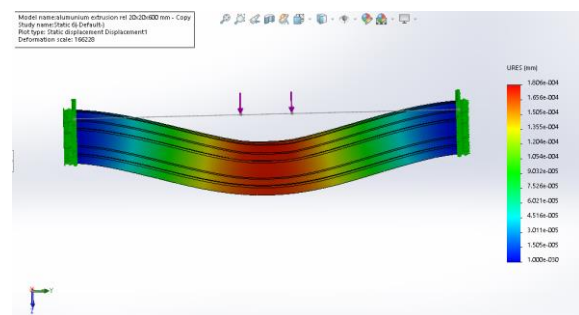 Model name:alumunium extrusion rel 20x20x600 mm - Copy
Study name:Static 6(-Default-)
Plot type: Static displacement Displacement1
Deformation scale: 166228
URES (mm)
1.806e-004
1.656e-004
1.505e-004
1.355e-004
1.204e-004
1.054e-004
9.032e-005
7.526e-005
6.021e-005
4.516e-005
3.011e-005
1.505e-005
1.000e-030
Y